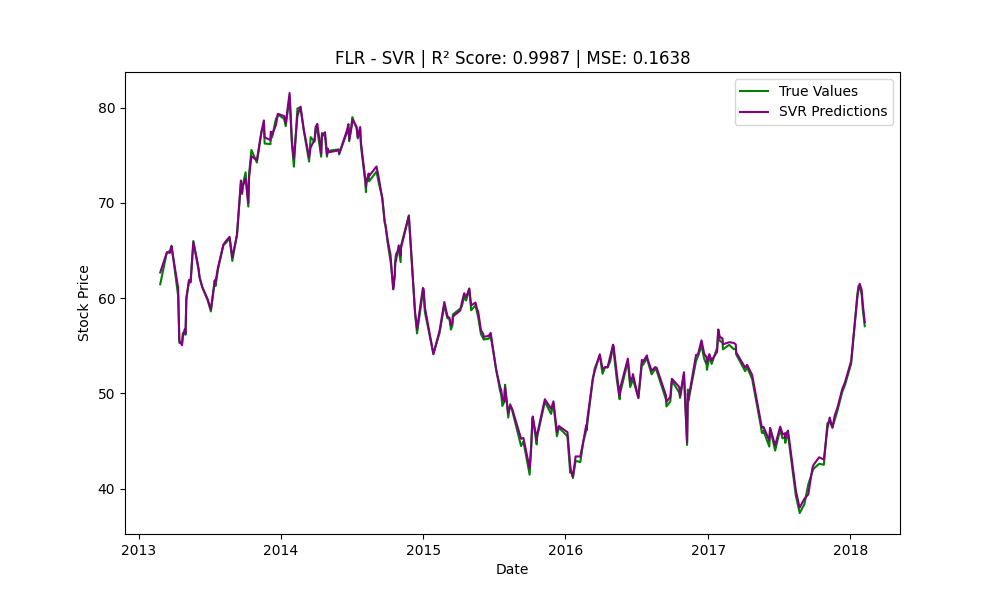 FLR - SVR | R² Score: 0.9987 | MSE: 0.1638
True Values
SVR Predictions
80
70
60
50
40
Stock Price
2013 2014 2015 2016 2017 2018
Date